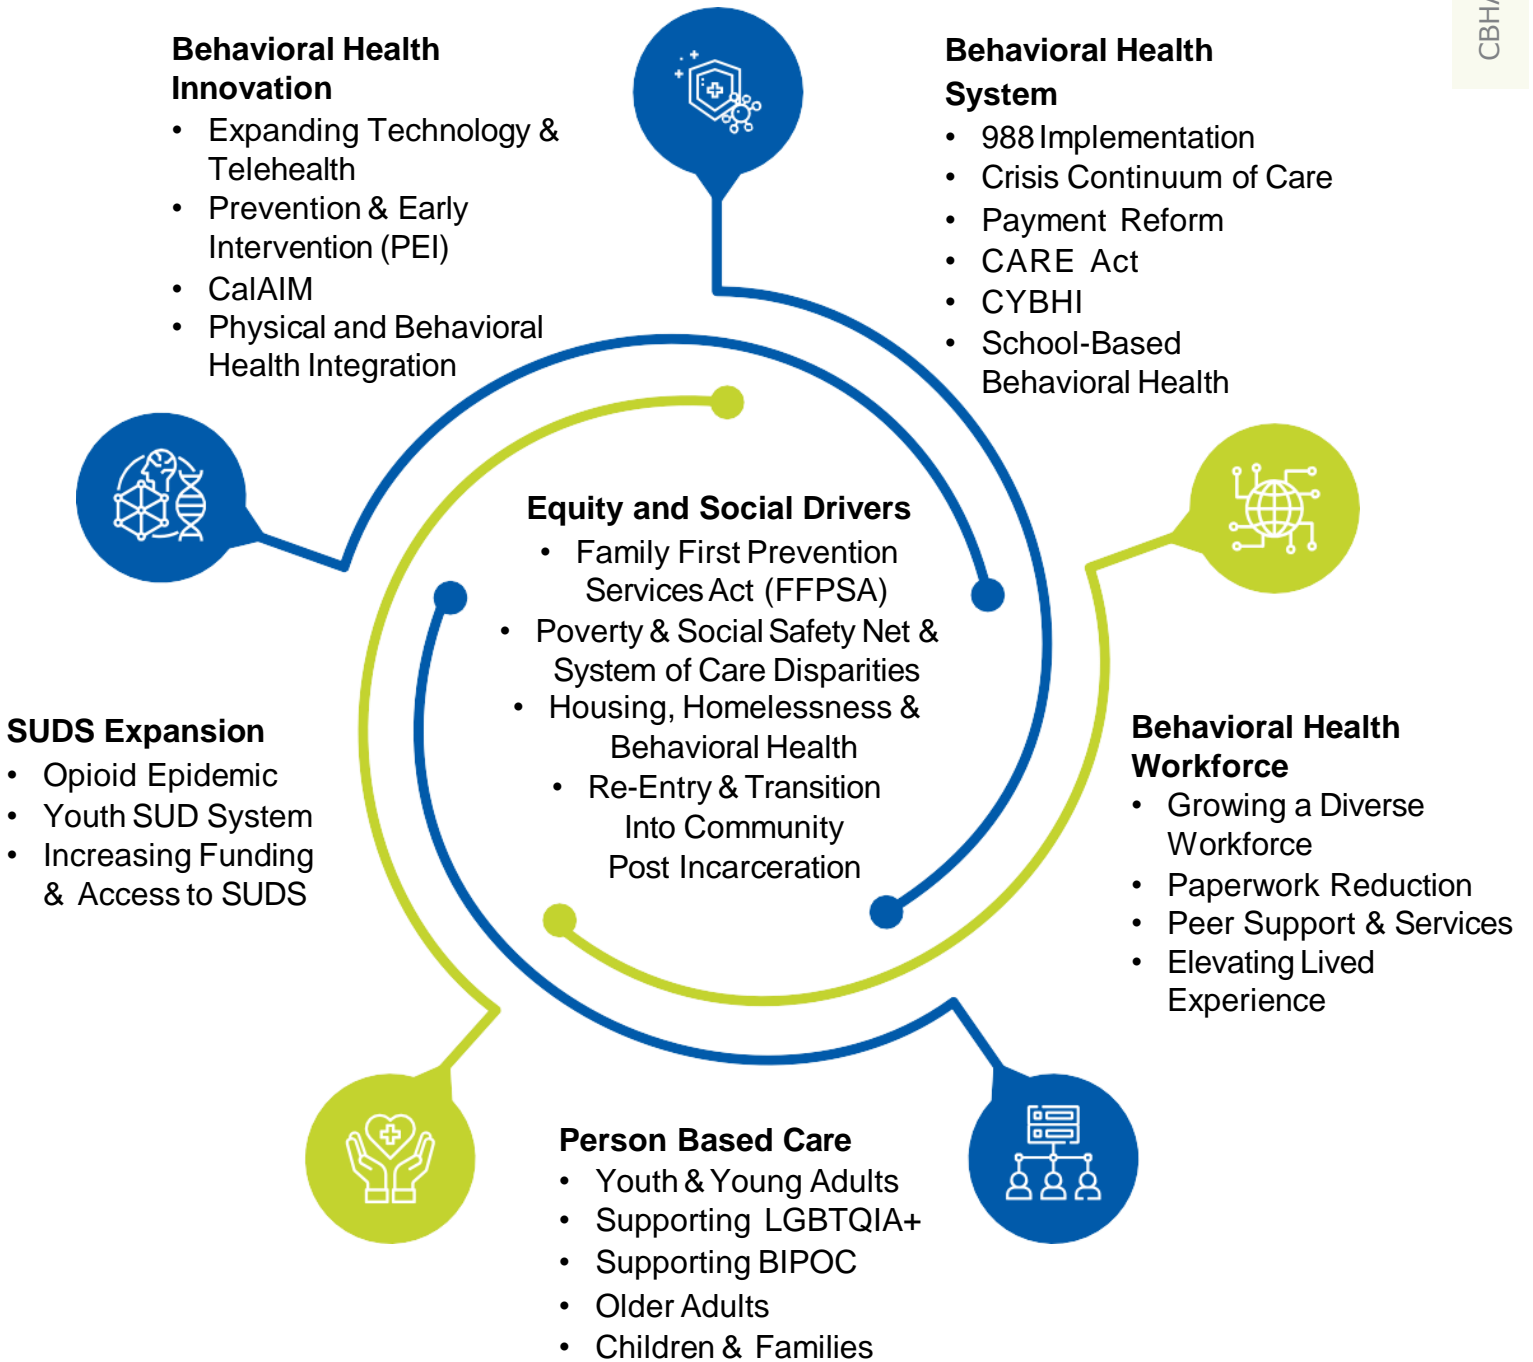 CBHA
Behavioral Health
Innovation
• Expanding Technology &
Telehealth
• Prevention & Early
Intervention (PEI)
• CalAIM
• Physical and Behavioral
Health Integration
Behavioral Health
System
• 988 Implementation
• Crisis Continuum of Care
• Payment Reform
• CARE Act
• CYBHI
• School-Based
Behavioral Health
Equity and Social Drivers
• Family First Prevention
Services Act (FFPSA)
• Poverty & Social Safety Net &
System of Care Disparities
• Housing, Homelessness &
Behavioral Health
• Re-Entry & Transition
Into Community
Post Incarceration
SUDS Expansion
• Opioid Epidemic
• Youth SUD System
• Increasing Funding
& Access to SUDS
Behavioral Health
Workforce
• Growing a Diverse
Workforce
• Paperwork Reduction
• Peer Support & Services
• Elevating Lived
Experience
Person Based Care
• Youth & Young Adults
• Supporting LGBTQIA+
• Supporting BIPOC
• Older Adults
• Children & Families